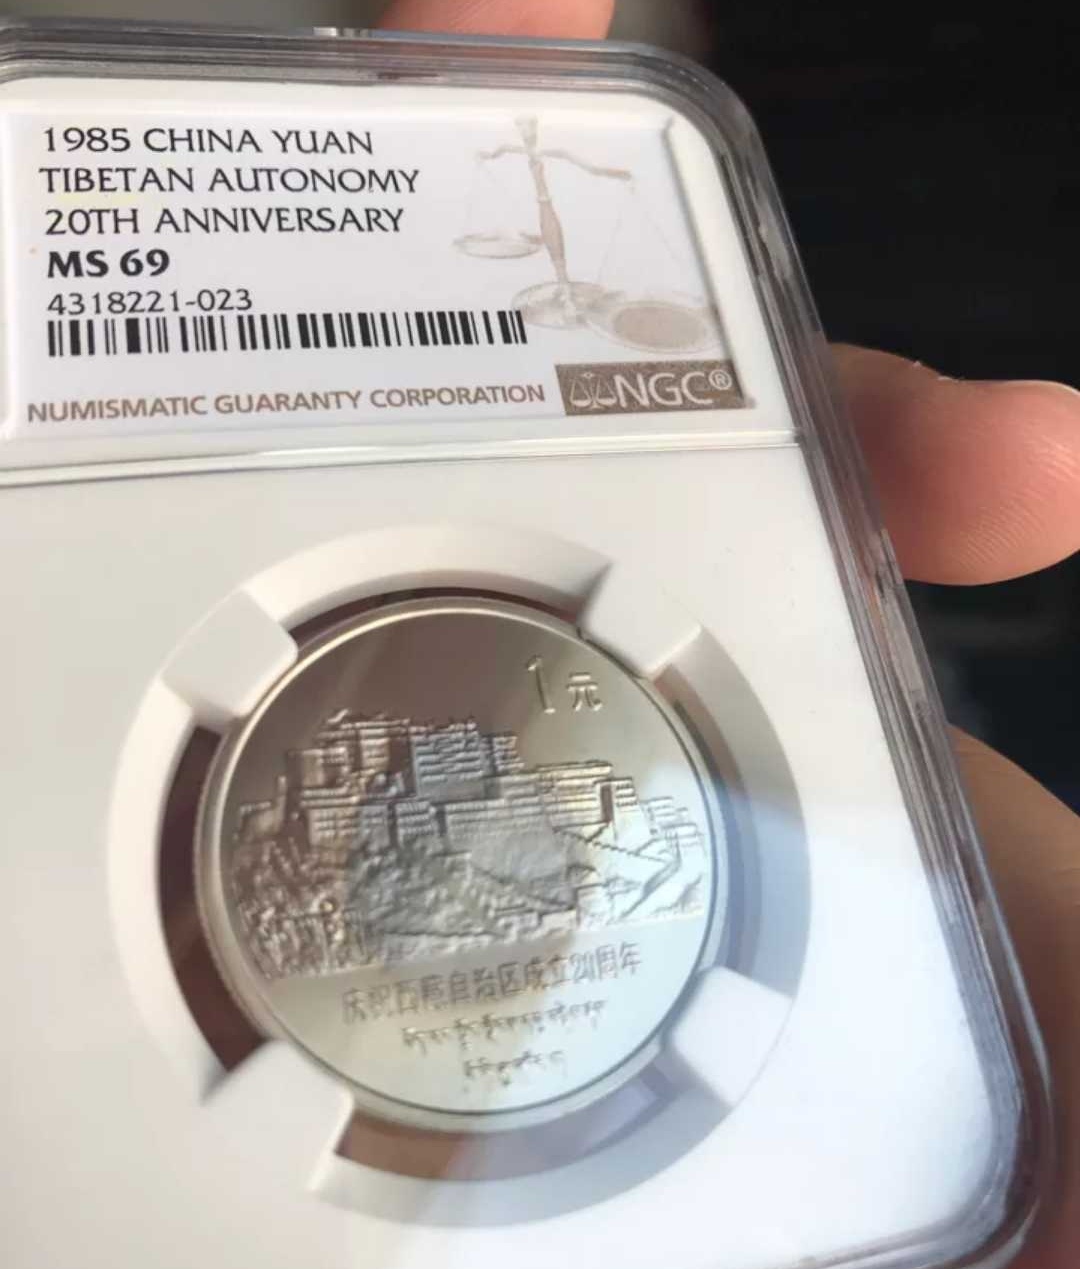 1985 CHINA YUAN
TIBETAN AUTONOMY
20TH ANNIVERSARY
MS 69
4318221-023
NUMISMATIC GUARANTY CORPORATION
NGC®
1元
庆祝西藏自治区成立20周年